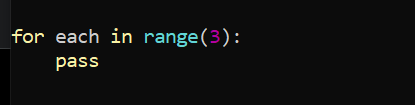 for each in range(3):
    pass